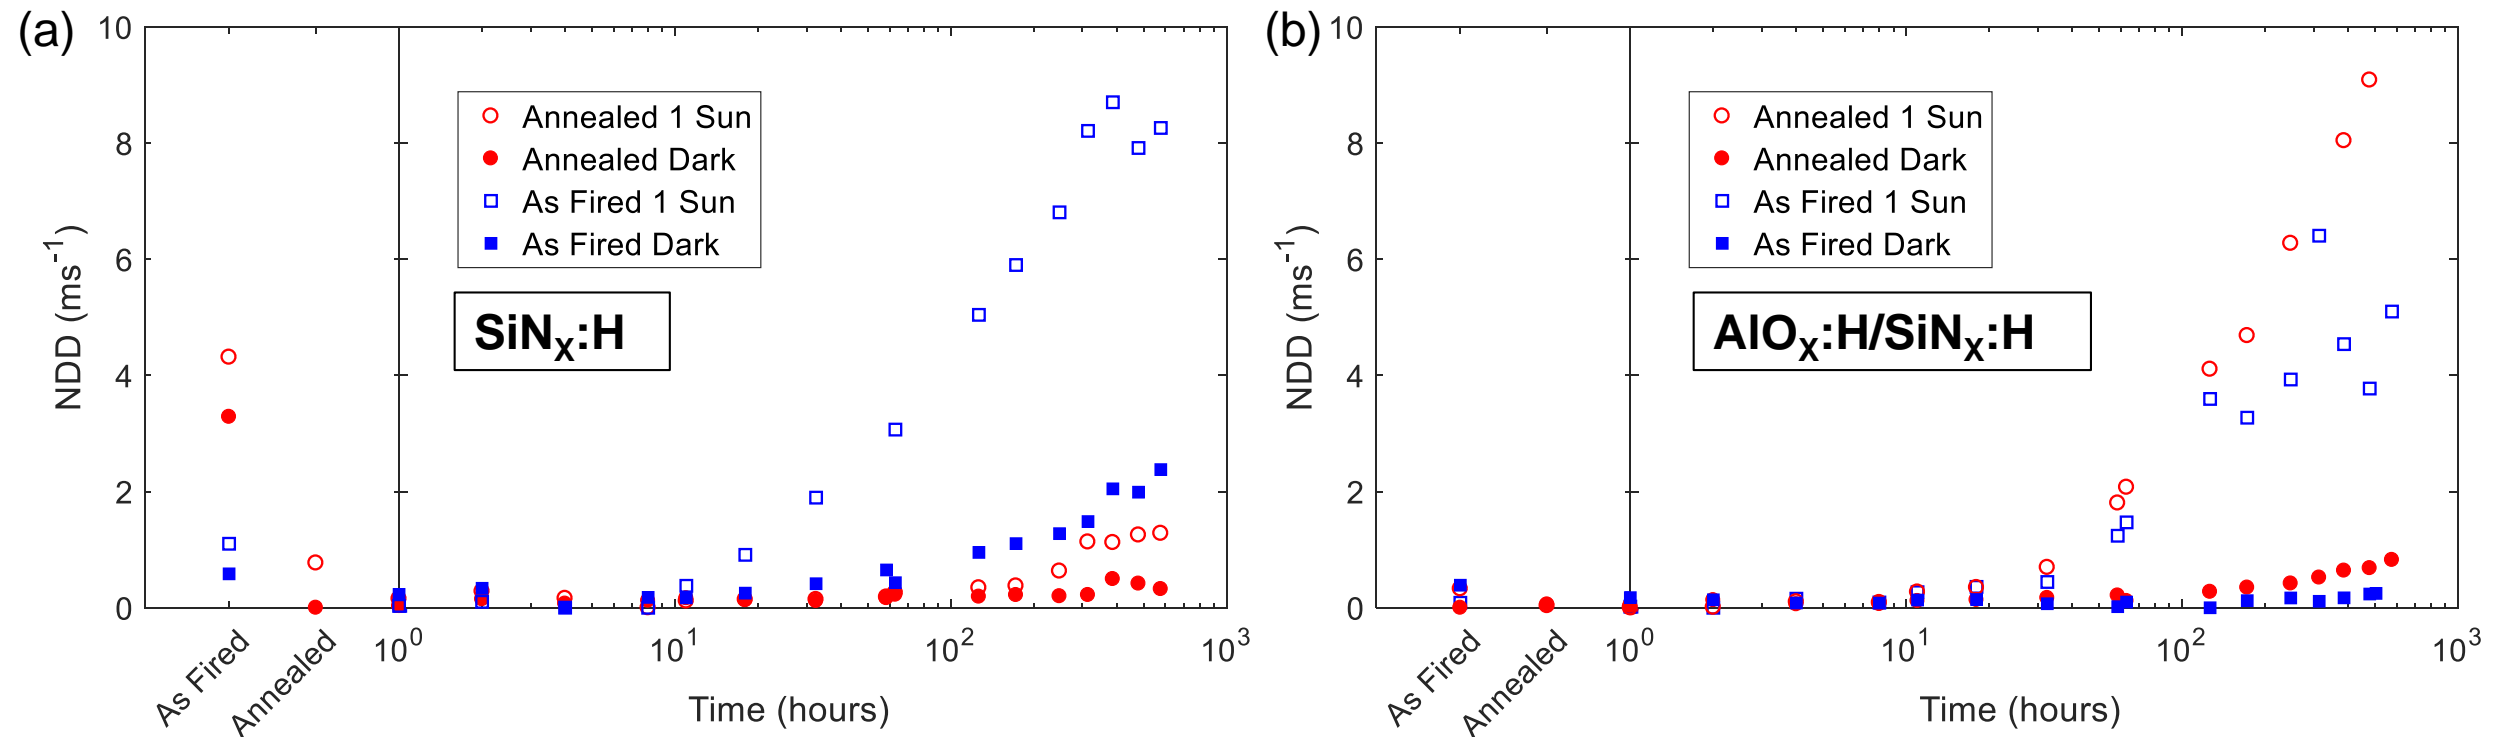 (a)
10
8
6
4
2
0
NDD (ms⁻¹)
Annealed 1 Sun
Annealed Dark
As Fired 1 Sun
As Fired Dark
SiNX:H
As Fired
Annealed
10⁰
10¹
10²
10³
Time (hours)
(b)
10
8
6
4
2
0
NDD (ms⁻¹)
Annealed 1 Sun
Annealed Dark
As Fired 1 Sun
As Fired Dark
AlOX:H/SiNX:H
As Fired
Annealed
10⁰
10¹
10²
10³
Time (hours)